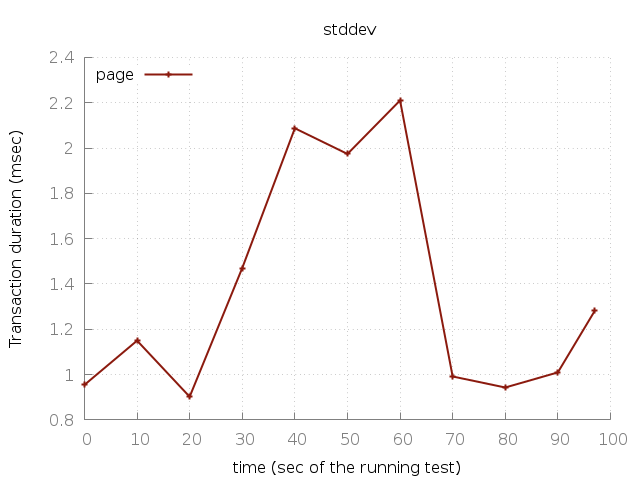 stddev
page
Transaction duration (msec)
2.4
2.2
2
1.8
1.6
1.4
1.2
1
0.8
0 10 20 30 40 50 60 70 80 90 100
time (sec of the running test)